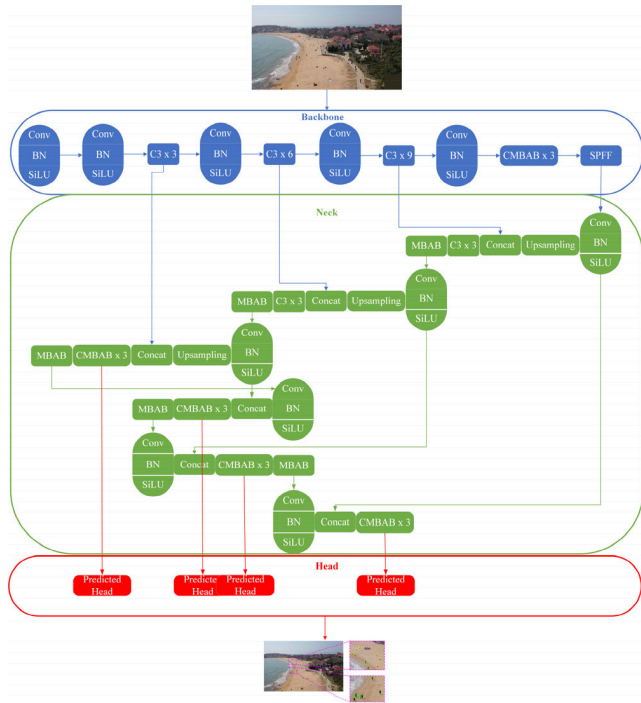 Backbone
Conv
BN
SiLU
Conv
BN
SiLU
C3 x 3
Conv
BN
SiLU
C3 x 6
Conv
BN
SiLU
C3 x 9
Conv
BN
SiLU
CMBAB x 3
SPFF
Neck
MBAB
C3 x 3
Concat
Upsampling
Conv
BN
SiLU
MBAB
C3 x 3
Concat
Upsampling
Conv
BN
SiLU
MBAB
CMBAB x 3
Concat
Upsampling
Conv
BN
SiLU
MBAB
CMBAB x 3
Concat
Conv
BN
SiLU
Conv
BN
SiLU
Concat
CMBAB x 3
MBAB
Conv
BN
SiLU
Concat
CMBAB x 3
Head
Predicted
Head
Predicted
Head
Predicted
Head
Predicted
Head